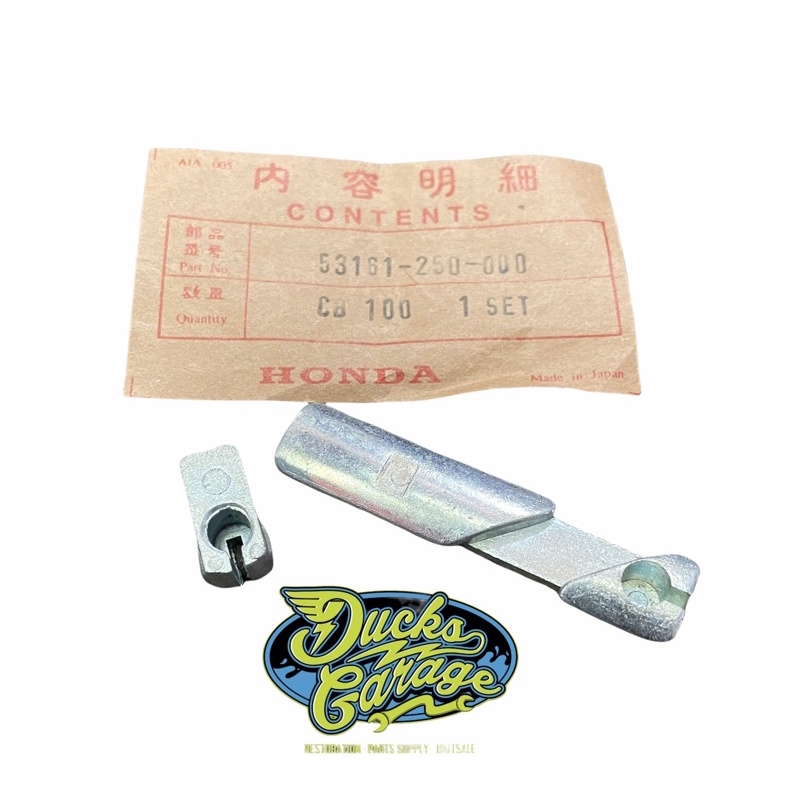 AIA 005
内容明細
CONTENTS
部品
番号
Part No.
53161-250-000
数量
Quantity
CB 100 1 SET
HONDA
Made in Japan
Ducks
Garage
RESTORATION PARTS SUPPLY UNITSALE